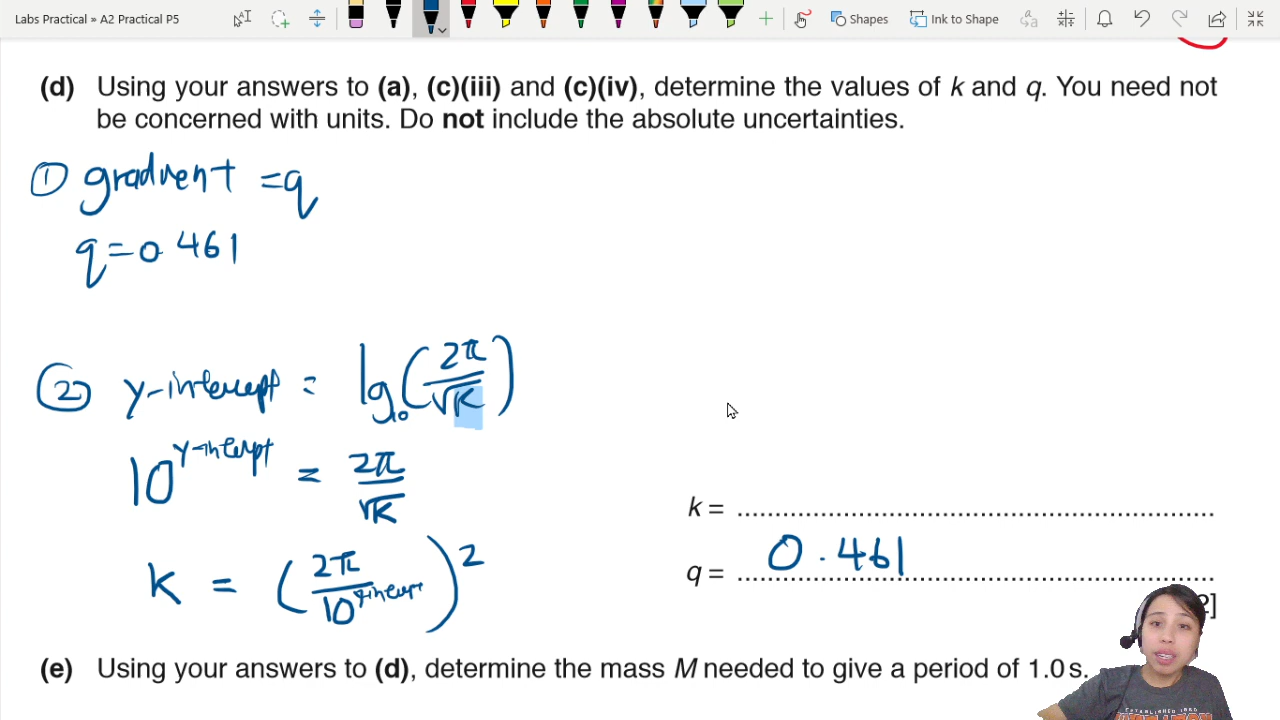 Labs Practical » A2 Practical P5
Shapes
Ink to Shape
(d) Using your answers to (a), (c)(iii) and (c)(iv), determine the values of k and q. You need not
be concerned with units. Do not include the absolute uncertainties.
① gradient = q
q = 0.461
② y-intercept = lg₁₀(2π/√K)
10^y-intercept = 2π/√K
k = (2π/10^y-intercept)²
k = ........................................................
0.461
q = ........................................................
2]
(e) Using your answers to (d), determine the mass M needed to give a period of 1.0 s.